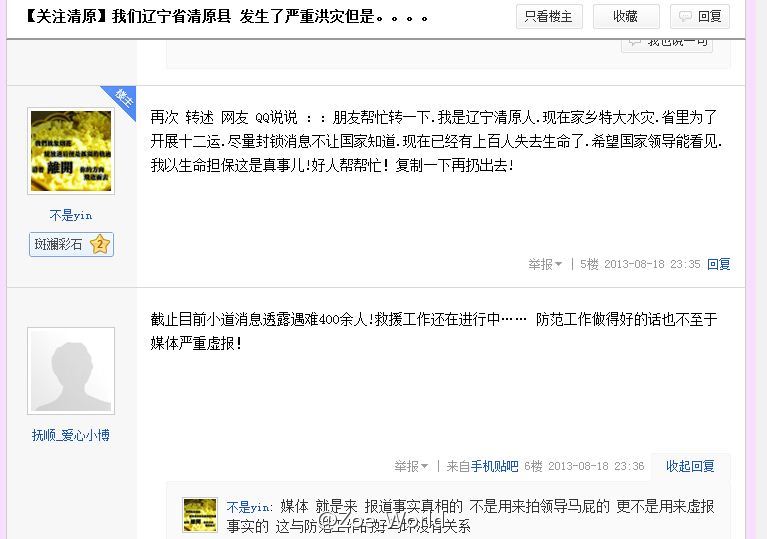 【关注清原】我们辽宁省清原县 发生了严重洪灾但是。。。。
只看楼主 收藏 回复
我也说一句
楼主
離開
再次 转述 网友 QQ说说 ：：朋友帮忙转一下.我是辽宁清原人.现在家乡特大水灾.省里为了
开展十二运.尽量封锁消息不让国家知道.现在已经有上百人失去生命了.希望国家领导能看见.
我以生命担保这是真事儿!好人帮帮忙! 复制一下再扔出去!
不是yin
斑斓彩石 2
举报 | 5楼 2013-08-18 23:35 回复
截止目前小道消息透露遇难400余人!救援工作还在进行中…… 防范工作做得好的话也不至于
媒体严重虚报!
抚顺_爱心小博
举报 | 来自手机贴吧 6楼 2013-08-18 23:36 收起回复
不是yin: 媒体 就是来 报道事实真相的 不是用来拍领导马屁的 更不是用来虚报
事实的 这与防范工作的好与坏没有关系